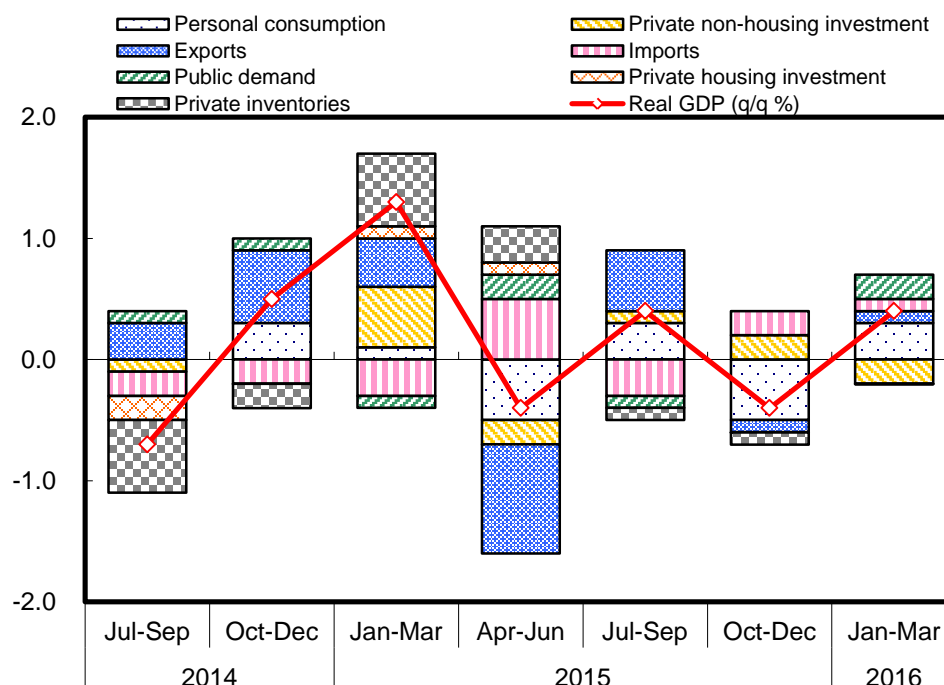 Personal consumption
Private non-housing investment
Exports
Imports
Public demand
Private housing investment
Private inventories
Real GDP (q/q %)
2.0
1.0
0.0
-1.0
-2.0
Jul-Sep Oct-Dec Jan-Mar Apr-Jun Jul-Sep Oct-Dec Jan-Mar
2014 2015 2016